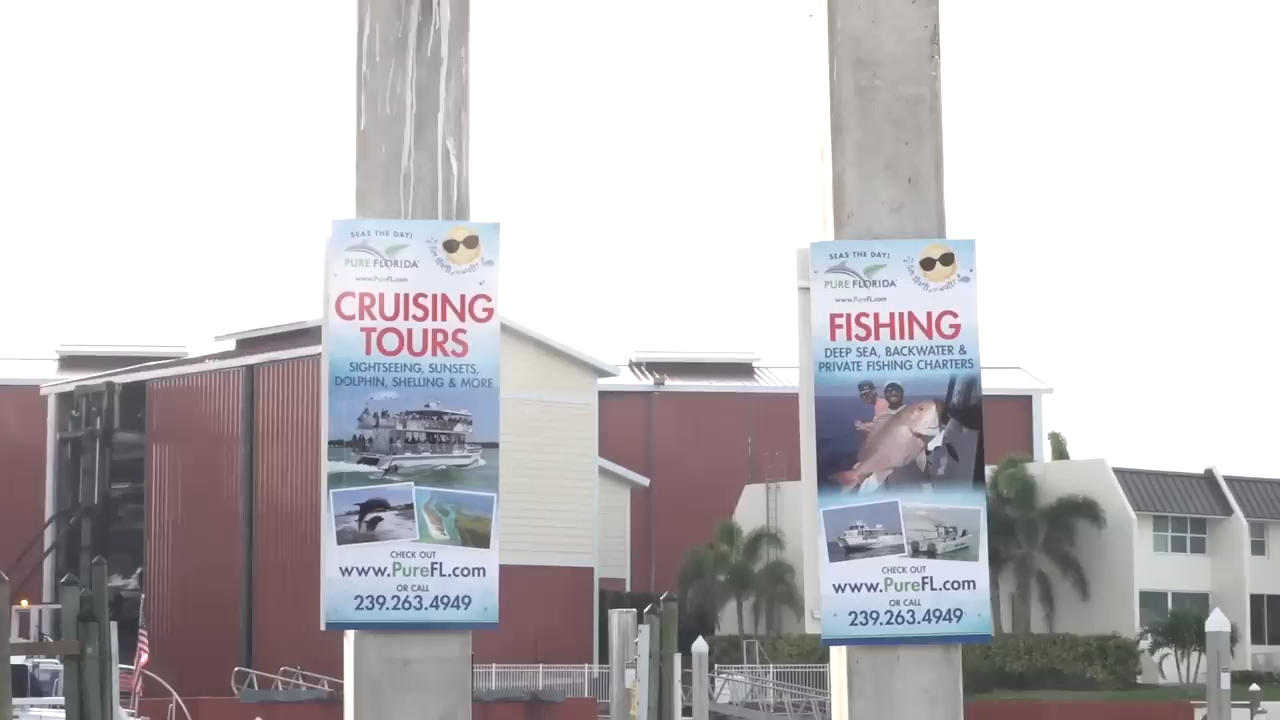 SEAS THE DAY!
PURE FLORIDA
www.PureFL.com
CRUISING
TOURS
SIGHTSEEING, SUNSETS,
DOLPHIN, SHELLING & MORE
CHECK OUT
www.PureFL.com
OR CALL
239.263.4949
SEAS THE DAY!
PURE FLORIDA
www.PureFL.com
FISHING
DEEP SEA, BACKWATER &
PRIVATE FISHING CHARTERS
CHECK OUT
www.PureFL.com
OR CALL
239.263.4949